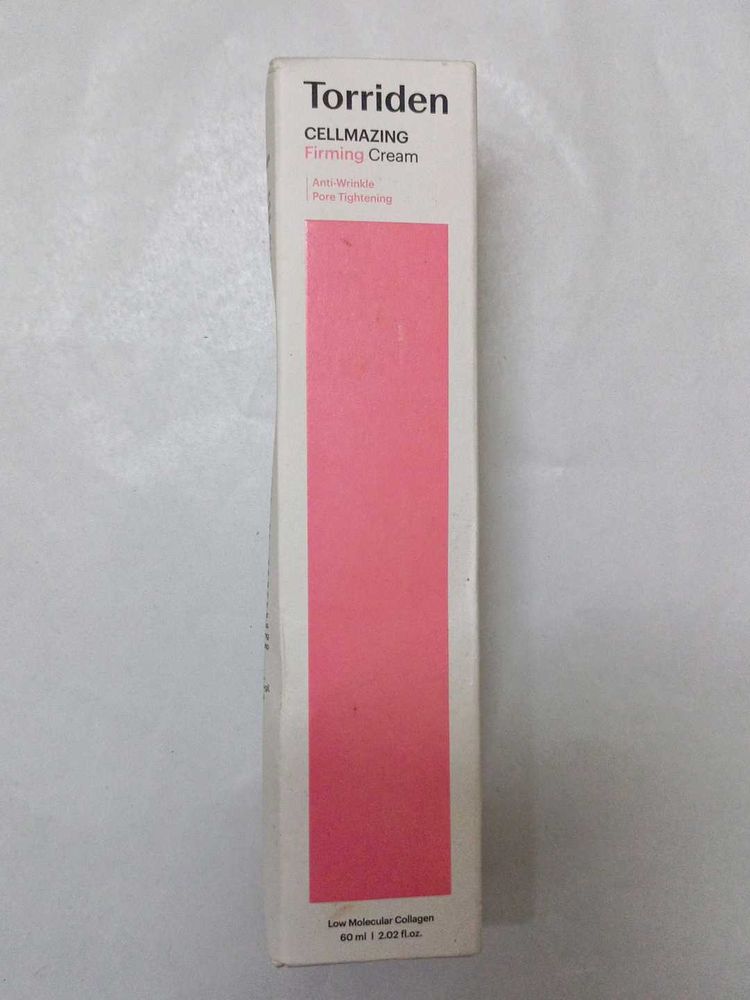 Torriden
CELLMAZING
Firming Cream
Anti-Wrinkle
Pore Tightening
Low Molecular Collagen
60 ml | 2.02 fl.oz.